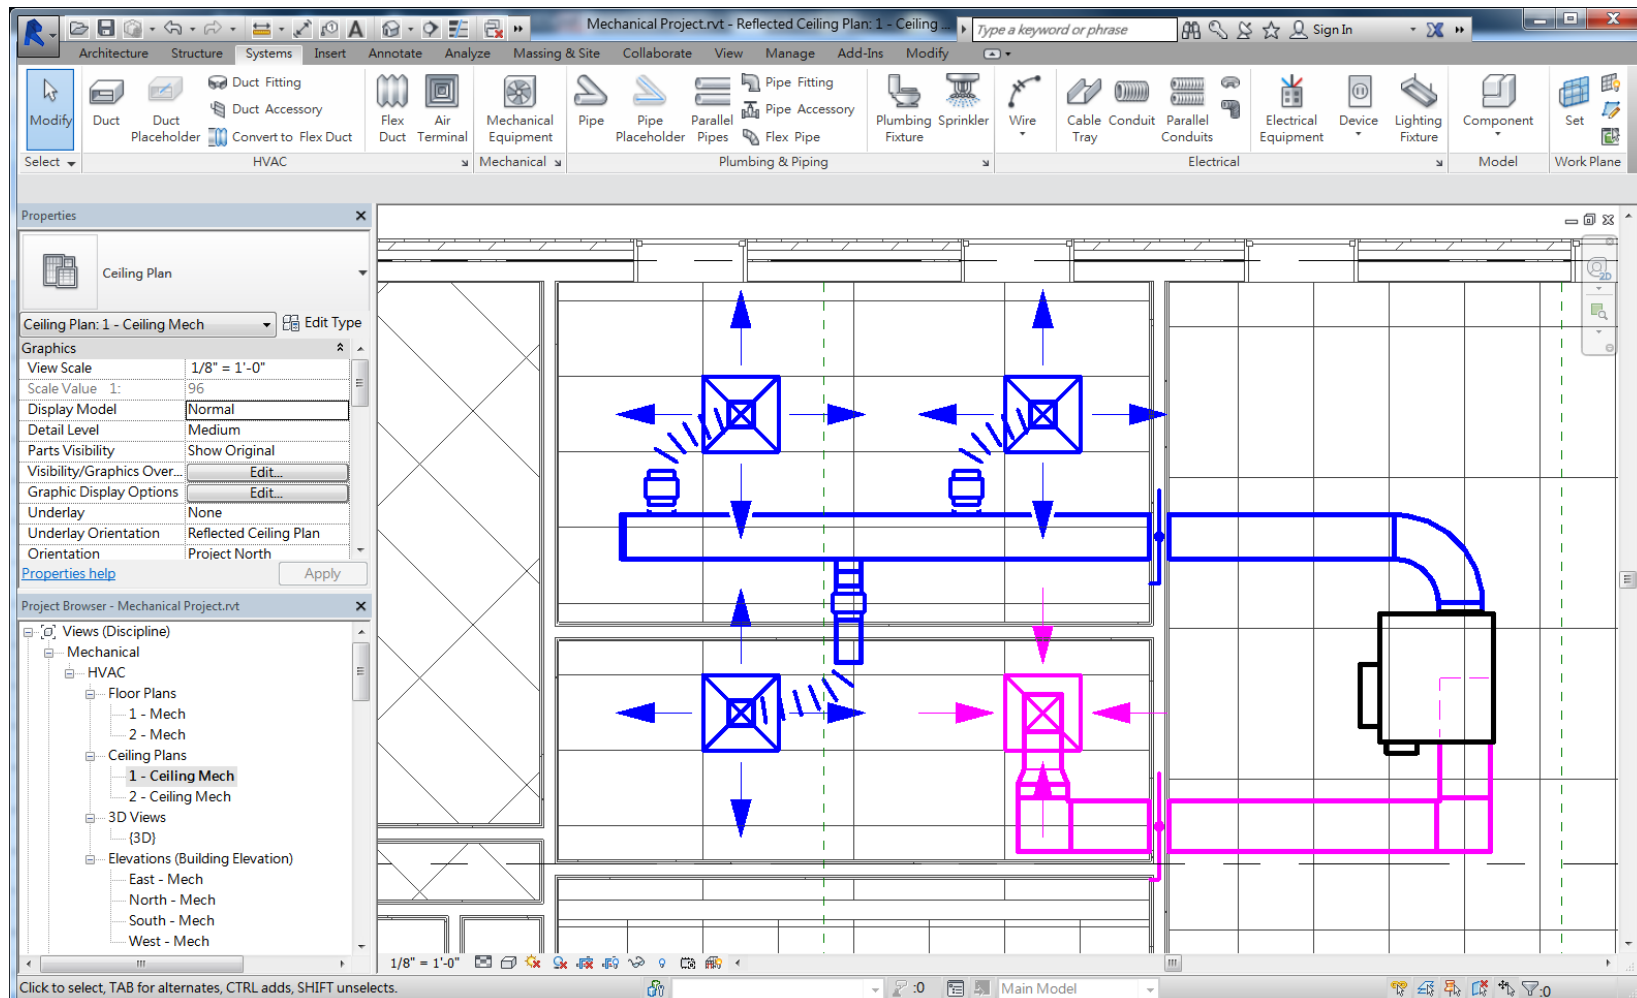 Mechanical Project.rvt - Reflected Ceiling Plan: 1 - Ceiling ...
Type a keyword or phrase
Sign In
Architecture Structure Systems Insert Annotate Analyze Massing & Site Collaborate View Manage Add-Ins Modify
Modify
Duct
Duct Placeholder
Duct Fitting
Duct Accessory
Convert to Flex Duct
Flex Duct
Air Terminal
Mechanical Equipment
Pipe
Pipe Placeholder
Parallel Pipes
Pipe Fitting
Pipe Accessory
Flex Pipe
Plumbing Fixture
Sprinkler
Wire
Cable Tray
Conduit
Parallel Conduits
Electrical Equipment
Device
Lighting Fixture
Component
Set
Select HVAC Mechanical Plumbing & Piping Electrical Model Work Plane
Properties
Ceiling Plan
Ceiling Plan: 1 - Ceiling Mech Edit Type
Graphics
View Scale 1/8" = 1'-0"
Scale Value 1: 96
Display Model Normal
Detail Level Medium
Parts Visibility Show Original
Visibility/Graphics Over... Edit...
Graphic Display Options Edit...
Underlay None
Underlay Orientation Reflected Ceiling Plan
Orientation Project North
Properties help Apply
Project Browser - Mechanical Project.rvt
Views (Discipline)
Mechanical
HVAC
Floor Plans
1 - Mech
2 - Mech
Ceiling Plans
1 - Ceiling Mech
2 - Ceiling Mech
3D Views
{3D}
Elevations (Building Elevation)
East - Mech
North - Mech
South - Mech
West - Mech
2D
1/8" = 1'-0"
Click to select, TAB for alternates, CTRL adds, SHIFT unselects.
:0
Main Model
:0